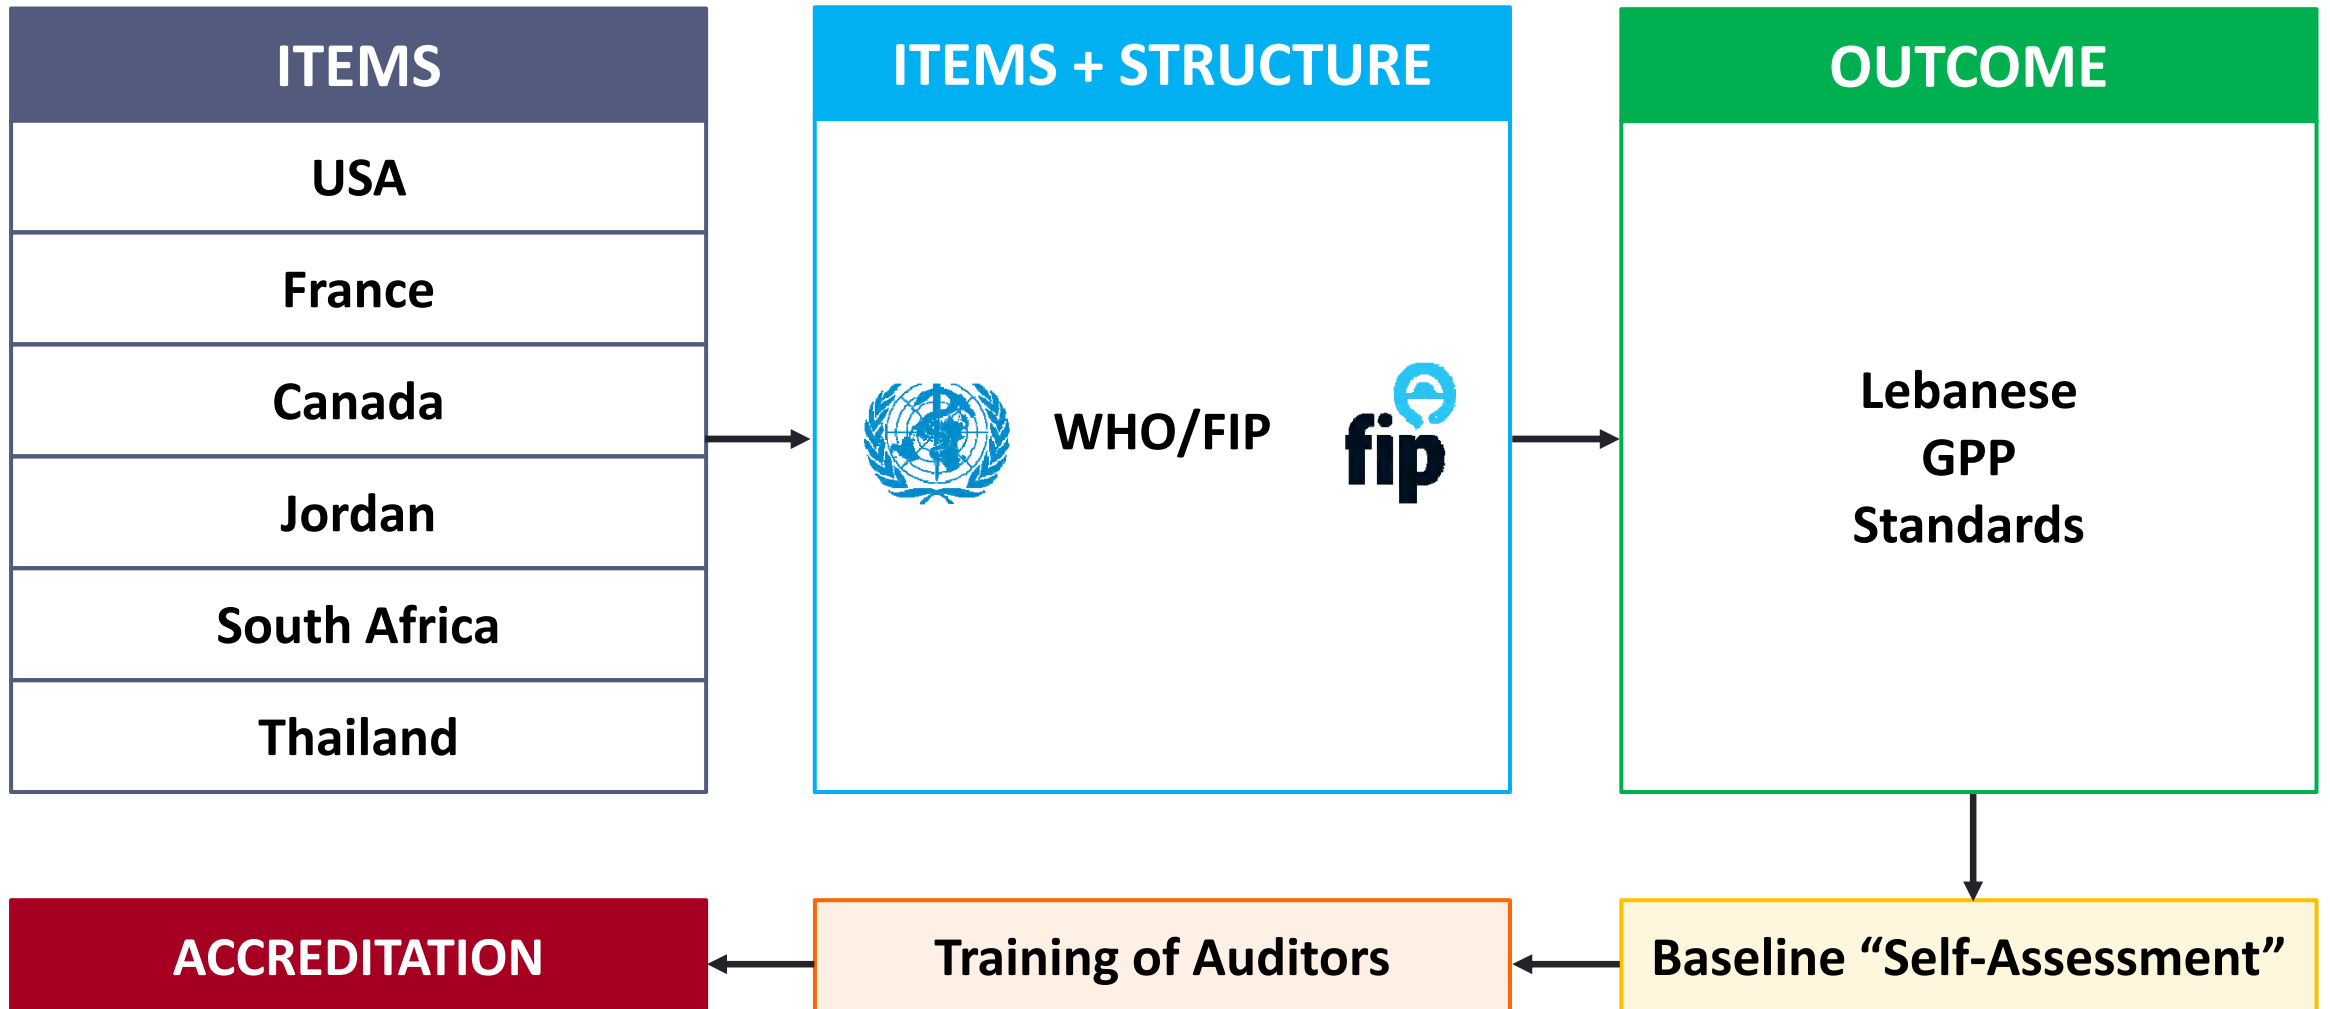 ITEMS
USA
France
Canada
Jordan
South Africa
Thailand
ITEMS + STRUCTURE
WHO/FIP
fip
OUTCOME
Lebanese
GPP
Standards
ACCREDITATION
Training of Auditors
Baseline “Self-Assessment”